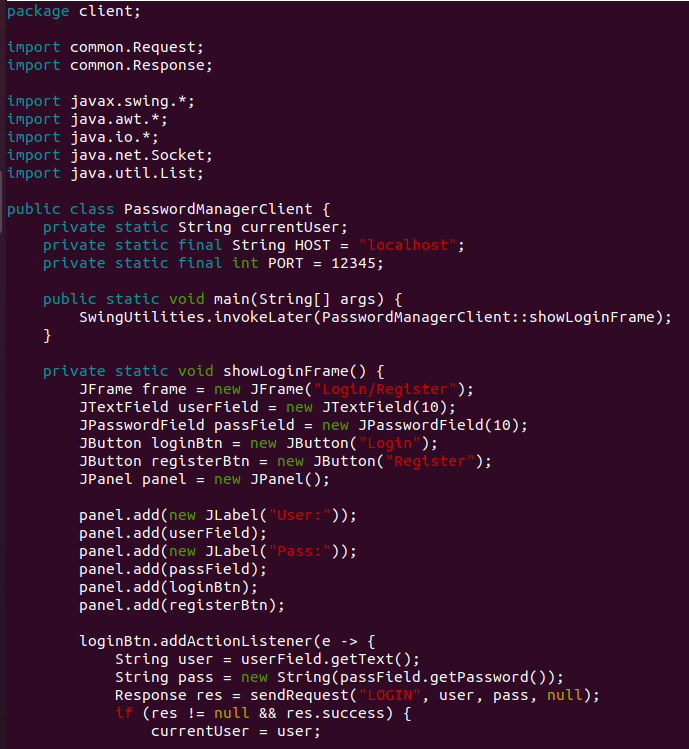 package client;
import common.Request;
import common.Response;
import javax.swing.*;
import java.awt.*;
import java.io.*;
import java.net.Socket;
import java.util.List;
public class PasswordManagerClient {
    private static String currentUser;
    private static final String HOST = "localhost";
    private static final int PORT = 12345;
    public static void main(String[] args) {
        SwingUtilities.invokeLater(PasswordManagerClient::showLoginFrame);
    }
    private static void showLoginFrame() {
        JFrame frame = new JFrame("Login/Register");
        JTextField userField = new JTextField(10);
        JPasswordField passField = new JPasswordField(10);
        JButton loginBtn = new JButton("Login");
        JButton registerBtn = new JButton("Register");
        JPanel panel = new JPanel();
        panel.add(new JLabel("User:"));
        panel.add(userField);
        panel.add(new JLabel("Pass:"));
        panel.add(passField);
        panel.add(loginBtn);
        panel.add(registerBtn);
        loginBtn.addActionListener(e -> {
            String user = userField.getText();
            String pass = new String(passField.getPassword());
            Response res = sendRequest("LOGIN", user, pass, null);
            if (res != null && res.success) {
                currentUser = user;